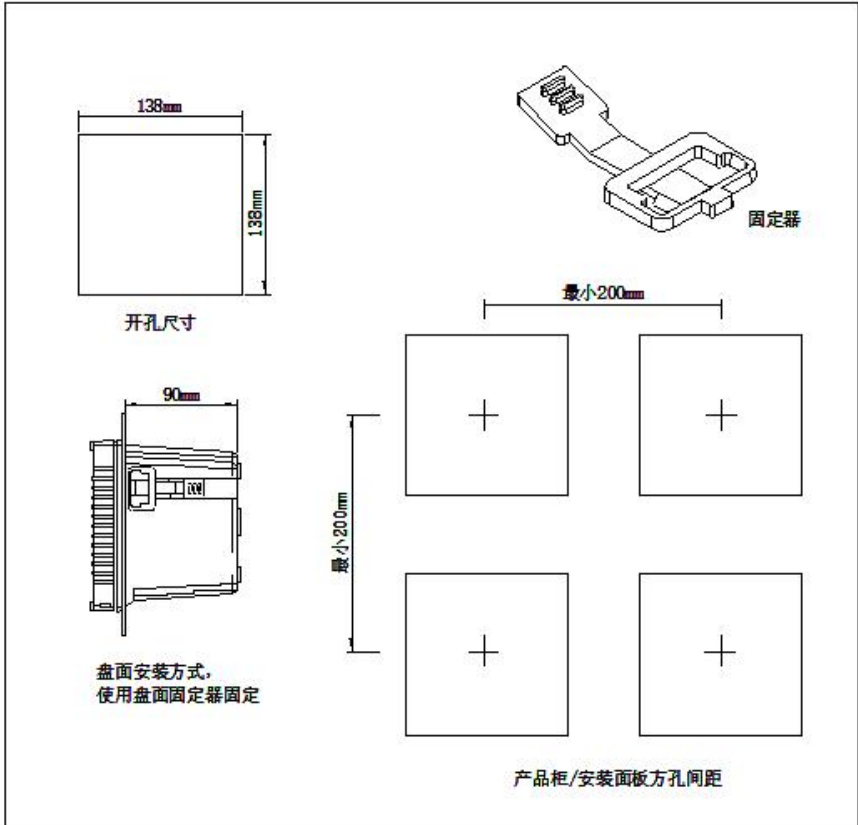 138mm
138mm
开孔尺寸
固定器
最小200mm
90mm
最小200mm
盘面安装方式,
使用盘面固定器固定
产品柜/安装面板方孔间距